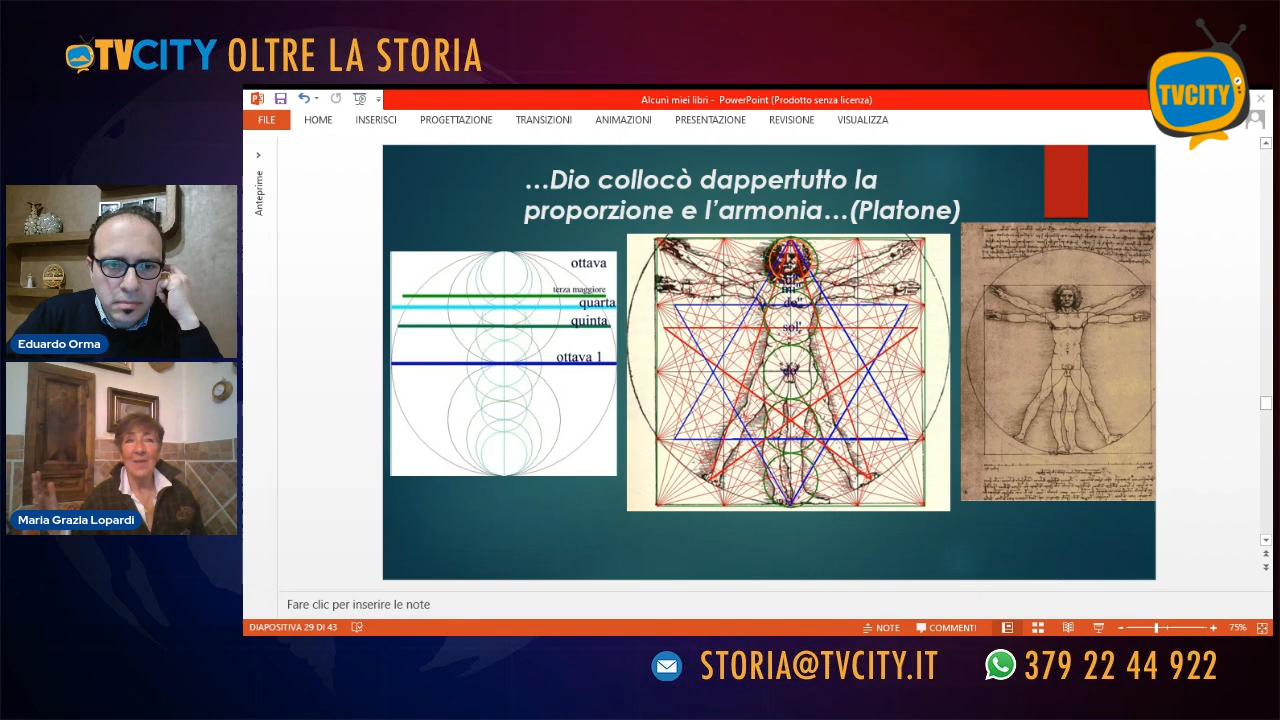 TVCITY OLTRE LA STORIA
TVCITY
Alcuni miei libri - PowerPoint (Prodotto senza licenza)
FILE HOME INSERISCI PROGETTAZIONE TRANSIZIONI ANIMAZIONI PRESENTAZIONE REVISIONE VISUALIZZA
Anteprime
...Dio collocò dappertutto la
proporzione e l'armonia...(Platone)
ottava
terza maggiore
quarta
quinta
ottava 1
mi"
do"
sol'
do'
Eduardo Orma
Maria Grazia Lopardi
Fare clic per inserire le note
DIAPOSITIVA 29 DI 43
NOTE COMMENTI
75%
STORIA@TVCITY.IT 379 22 44 922